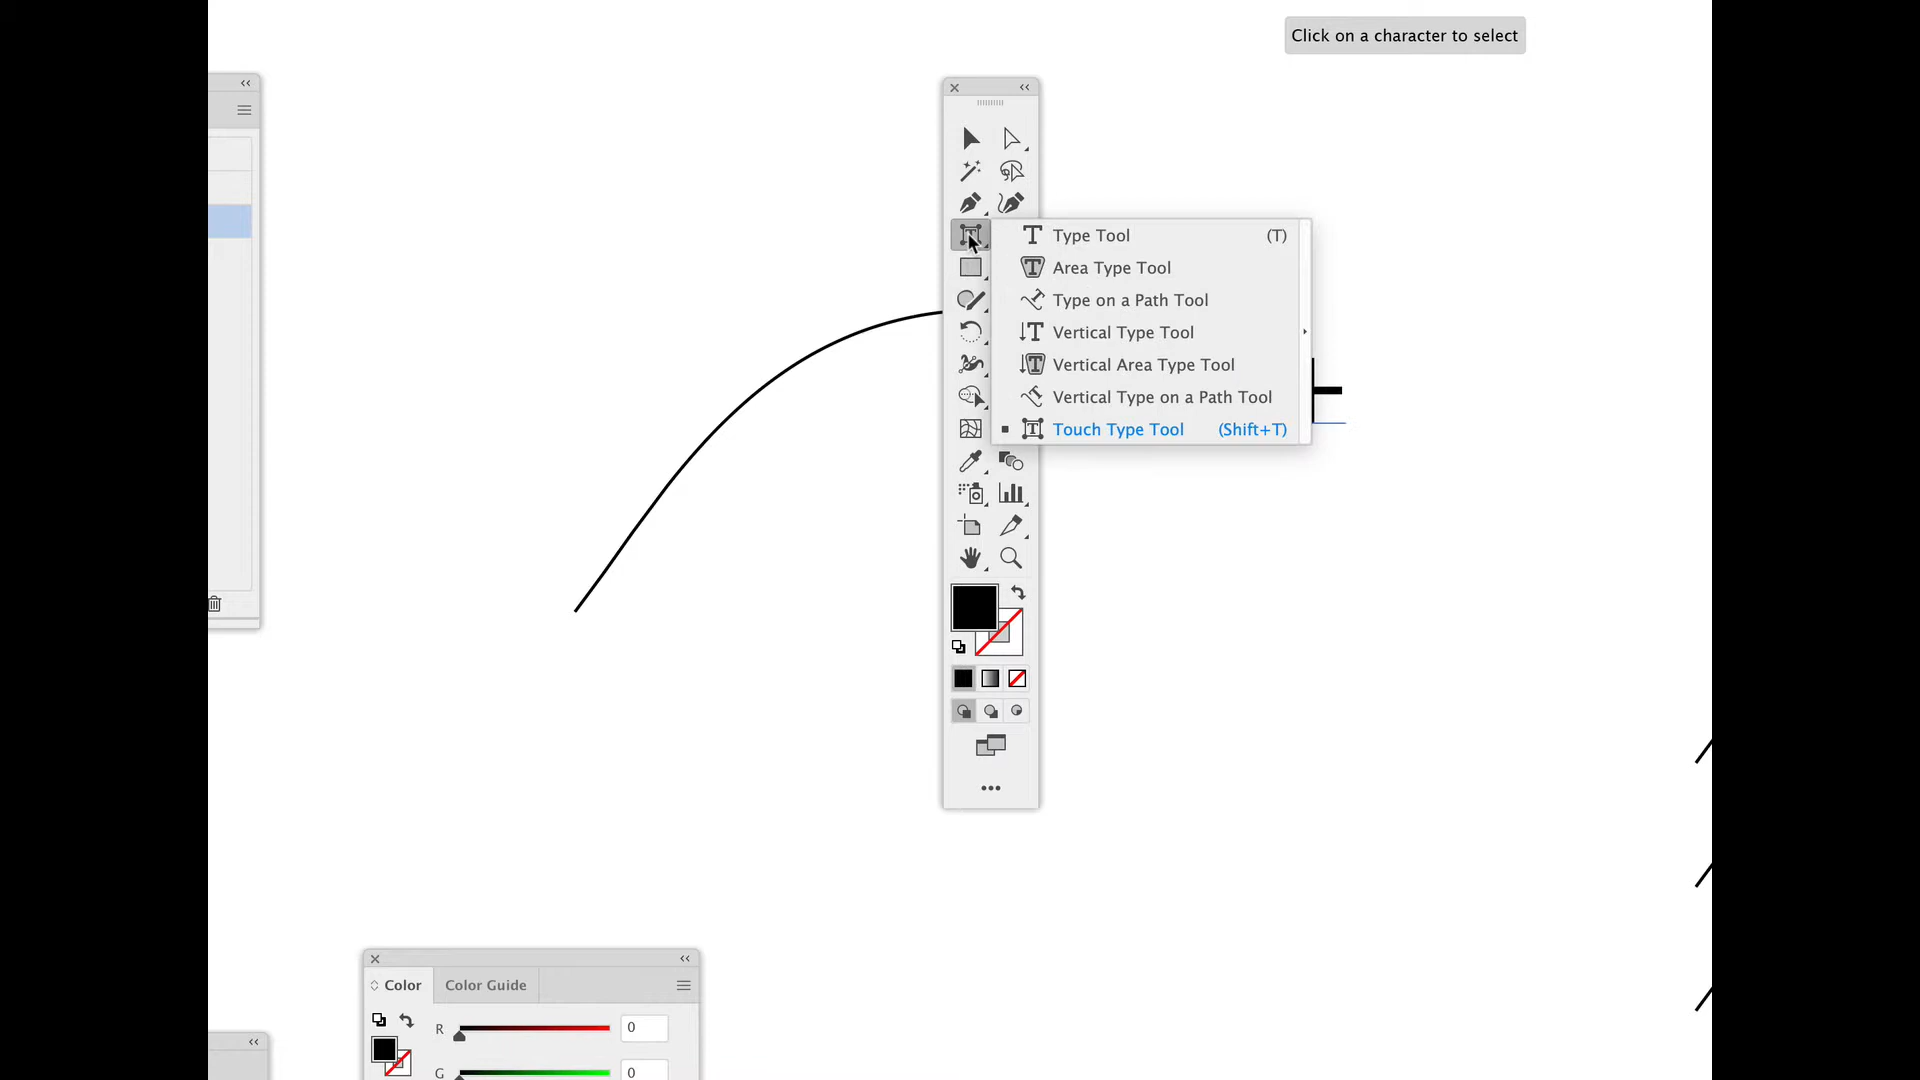 Click on a character to select
Type Tool (T)
Area Type Tool
Type on a Path Tool
Vertical Type Tool
Vertical Area Type Tool
Vertical Type on a Path Tool
Touch Type Tool (Shift+T)
Color Color Guide
R 0
G 0